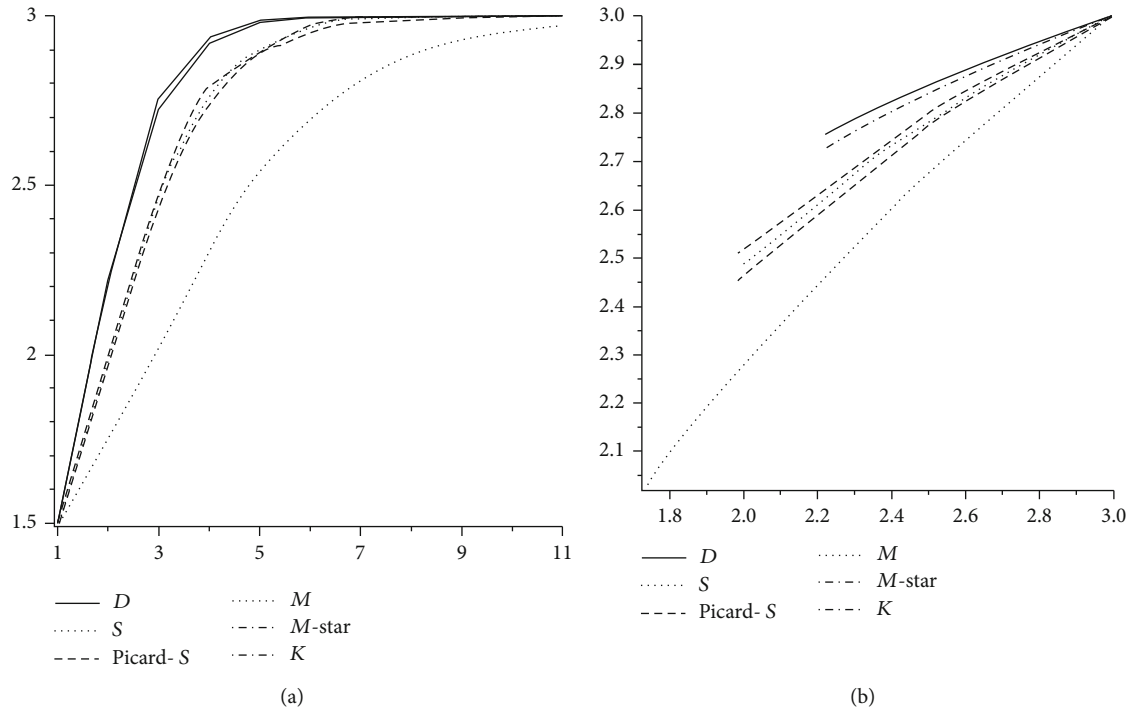 3
2.5
2
1.5
1 3 5 7 9 11
D M
S M-star
Picard- S K
(a)
3.0
2.9
2.8
2.7
2.6
2.5
2.4
2.3
2.2
2.1
1.8 2.0 2.2 2.4 2.6 2.8 3.0
D M
S M-star
Picard- S K
(b)